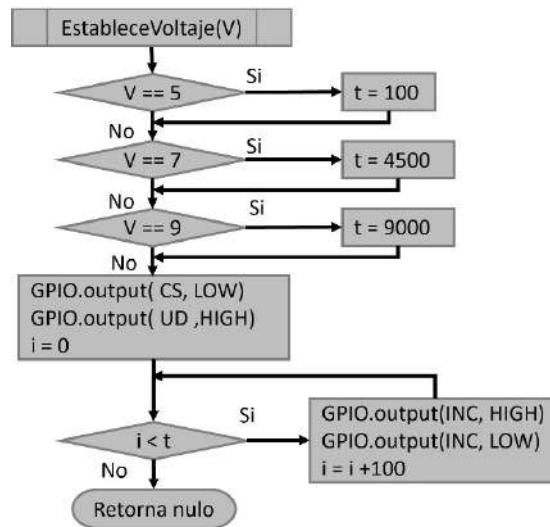 EstableceVoltaje(V)
Si
V == 5
t = 100
No
Si
V == 7
t = 4500
No
Si
V == 9
t = 9000
No
GPIO.output( CS, LOW)
GPIO.output( UD ,HIGH)
i = 0
Si
i < t
GPIO.output(INC, HIGH)
GPIO.output(INC, LOW)
i = i +100
No
Retorna nulo